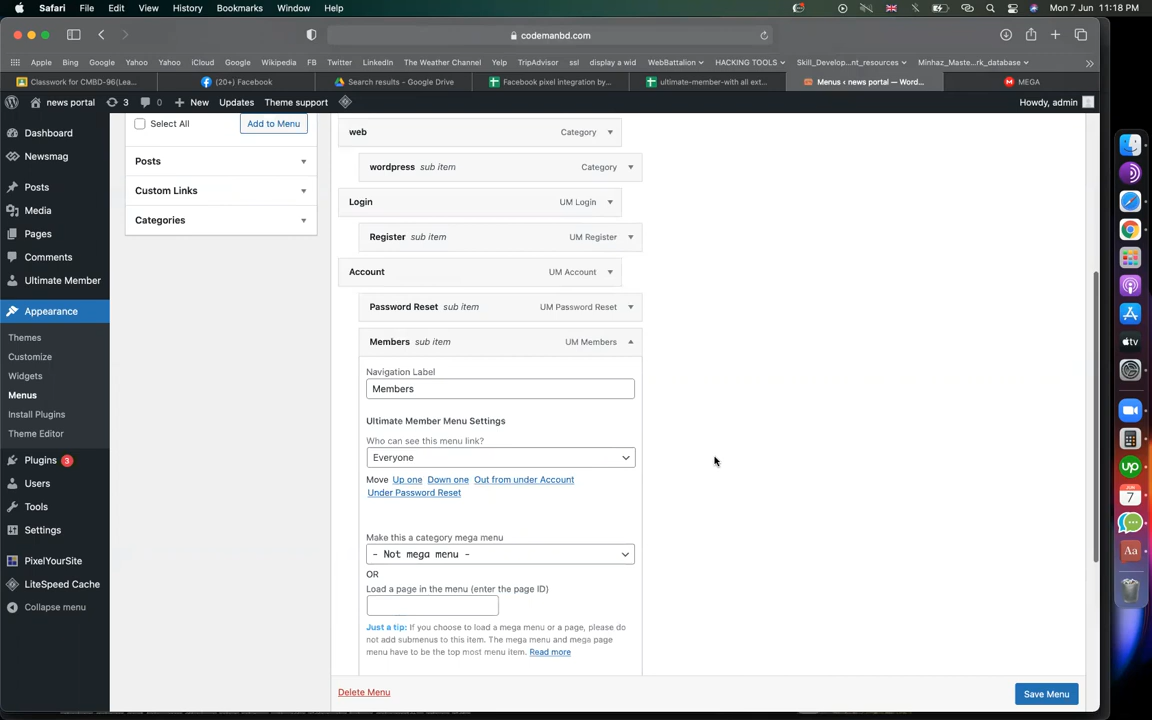 Safari File Edit View History Bookmarks Window Help Mon 7 Jun 11:18 PM
codemanbd.com
Apple Bing Google Yahoo Yahoo iCloud Google Wikipedia FB Twitter LinkedIn The Weather Channel Yelp TripAdvisor ssl display a wid WebBattalion HACKING TOOLS Skill_Develop...nt_resources Minhaz_Maste...rk_database
Classwork for CMBD-96(Lea... (20+) Facebook Search results - Google Drive Facebook pixel integration by... ultimate-member-with all ext... Menus ‹ news portal — Word... MEGA
news portal 3 0 New Updates Theme support Howdy, admin
Dashboard
Newsmag
Posts
Media
Pages
Comments
Ultimate Member
Appearance
Themes
Customize
Widgets
Menus
Install Plugins
Theme Editor
Plugins 3
Users
Tools
Settings
PixelYourSite
LiteSpeed Cache
Collapse menu
Select All Add to Menu
Posts
Custom Links
Categories
web Category
wordpress sub item Category
Login UM Login
Register sub item UM Register
Account UM Account
Password Reset sub item UM Password Reset
Members sub item UM Members
Navigation Label
Members
Ultimate Member Menu Settings
Who can see this menu link?
Everyone
Move Up one Down one Out from under Account
Under Password Reset
Make this a category mega menu
- Not mega menu -
OR
Load a page in the menu (enter the page ID)
Just a tip: If you choose to load a mega menu or a page, please do
not add submenus to this item. The mega menu and mega page
menu have to be the top most menu item. Read more
Delete Menu Save Menu
tv
up
JUN
7
Aa